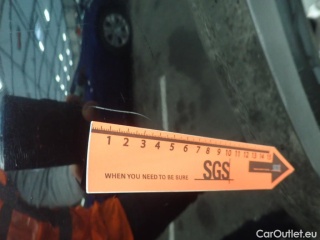 1 2 3 4 5 6 7 8 9 10 11 12 13 14 15
WHEN YOU NEED TO BE SURE SGS
CarOutlet.eu